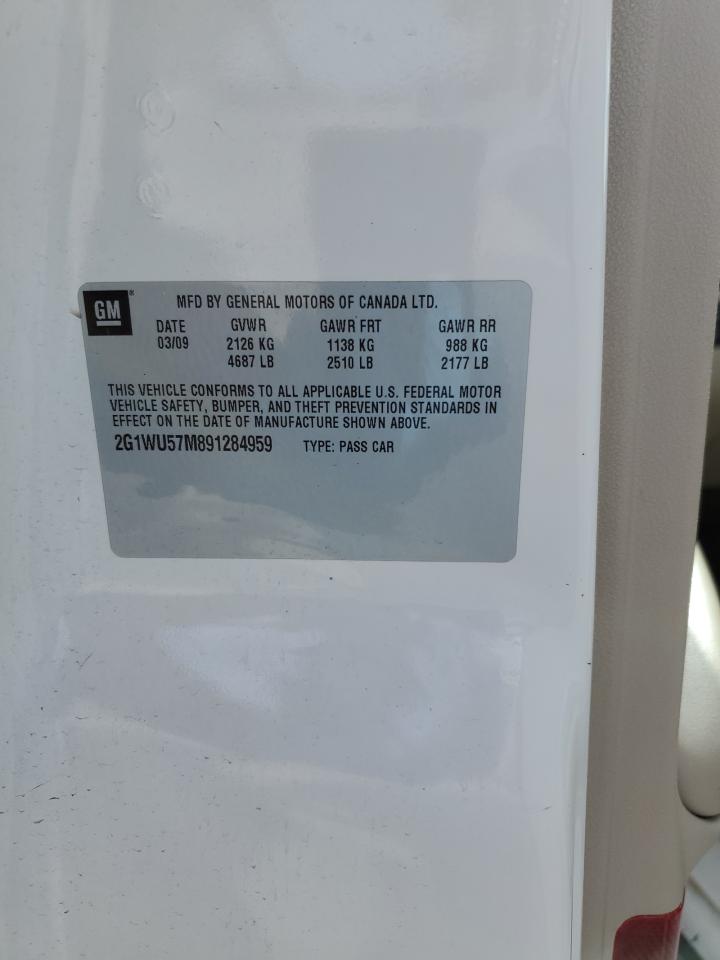 GM®
MFD BY GENERAL MOTORS OF CANADA LTD.
DATE GVWR GAWR FRT GAWR RR
03/09 2126 KG 1138 KG 988 KG
4687 LB 2510 LB 2177 LB
THIS VEHICLE CONFORMS TO ALL APPLICABLE U.S. FEDERAL MOTOR
VEHICLE SAFETY, BUMPER, AND THEFT PREVENTION STANDARDS IN
EFFECT ON THE DATE OF MANUFACTURE SHOWN ABOVE.
2G1WU57M891284959 TYPE: PASS CAR